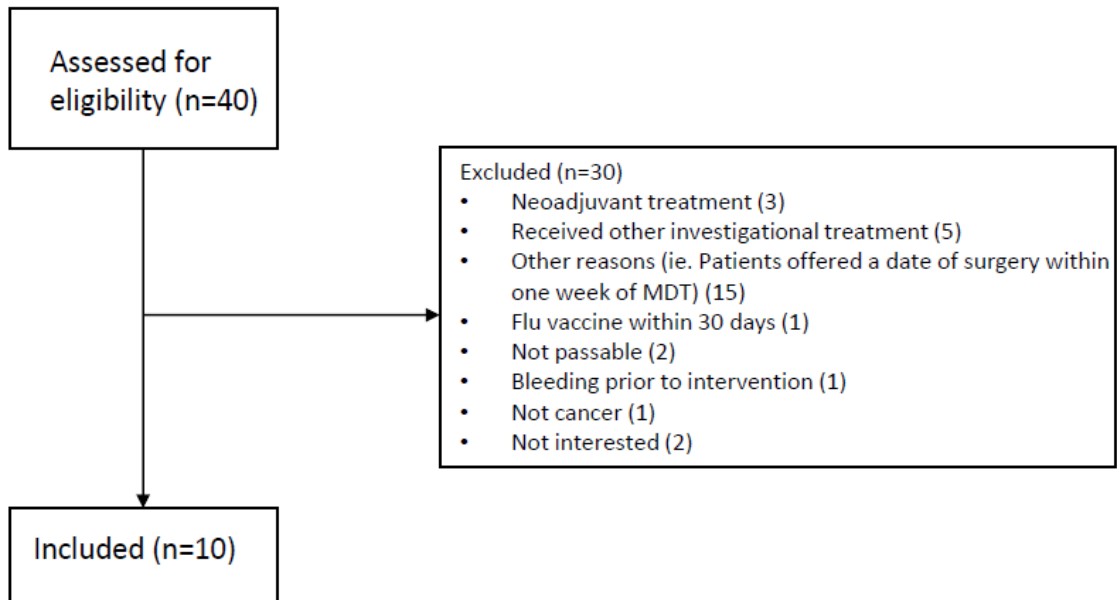 Assessed for
eligibility (n=40)
Excluded (n=30)
• Neoadjuvant treatment (3)
• Received other investigational treatment (5)
• Other reasons (ie. Patients offered a date of surgery within
one week of MDT) (15)
• Flu vaccine within 30 days (1)
• Not passable (2)
• Bleeding prior to intervention (1)
• Not cancer (1)
• Not interested (2)
Included (n=10)